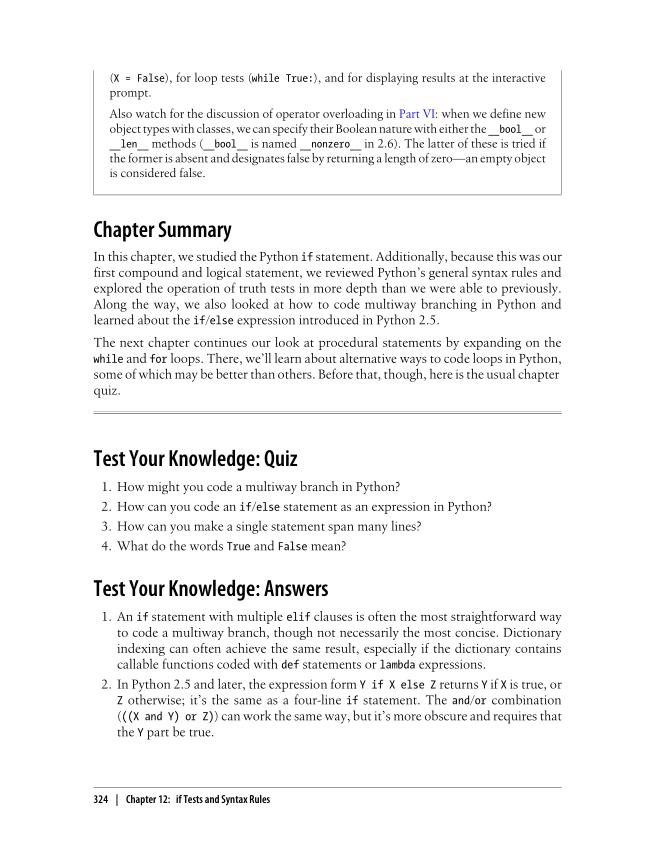 (X = False), for loop tests (while True:), and for displaying results at the interactive
prompt.
Also watch for the discussion of operator overloading in Part VI: when we define new
object types with classes, we can specify their Boolean nature with either the __bool__ or
__len__ methods (__bool__ is named __nonzero__ in 2.6). The latter of these is tried if
the former is absent and designates false by returning a length of zero—an empty object
is considered false.
Chapter Summary
In this chapter, we studied the Python if statement. Additionally, because this was our
first compound and logical statement, we reviewed Python's general syntax rules and
explored the operation of truth tests in more depth than we were able to previously.
Along the way, we also looked at how to code multiway branching in Python and
learned about the if/else expression introduced in Python 2.5.
The next chapter continues our look at procedural statements by expanding on the
while and for loops. There, we'll learn about alternative ways to code loops in Python,
some of which may be better than others. Before that, though, here is the usual chapter
quiz.
Test Your Knowledge: Quiz
1. How might you code a multiway branch in Python?
2. How can you code an if/else statement as an expression in Python?
3. How can you make a single statement span many lines?
4. What do the words True and False mean?
Test Your Knowledge: Answers
1. An if statement with multiple elif clauses is often the most straightforward way
to code a multiway branch, though not necessarily the most concise. Dictionary
indexing can often achieve the same result, especially if the dictionary contains
callable functions coded with def statements or lambda expressions.
2. In Python 2.5 and later, the expression form Y if X else Z returns Y if X is true, or
Z otherwise; it's the same as a four-line if statement. The and/or combination
(((X and Y) or Z)) can work the same way, but it's more obscure and requires that
the Y part be true.
324 | Chapter 12: if Tests and Syntax Rules